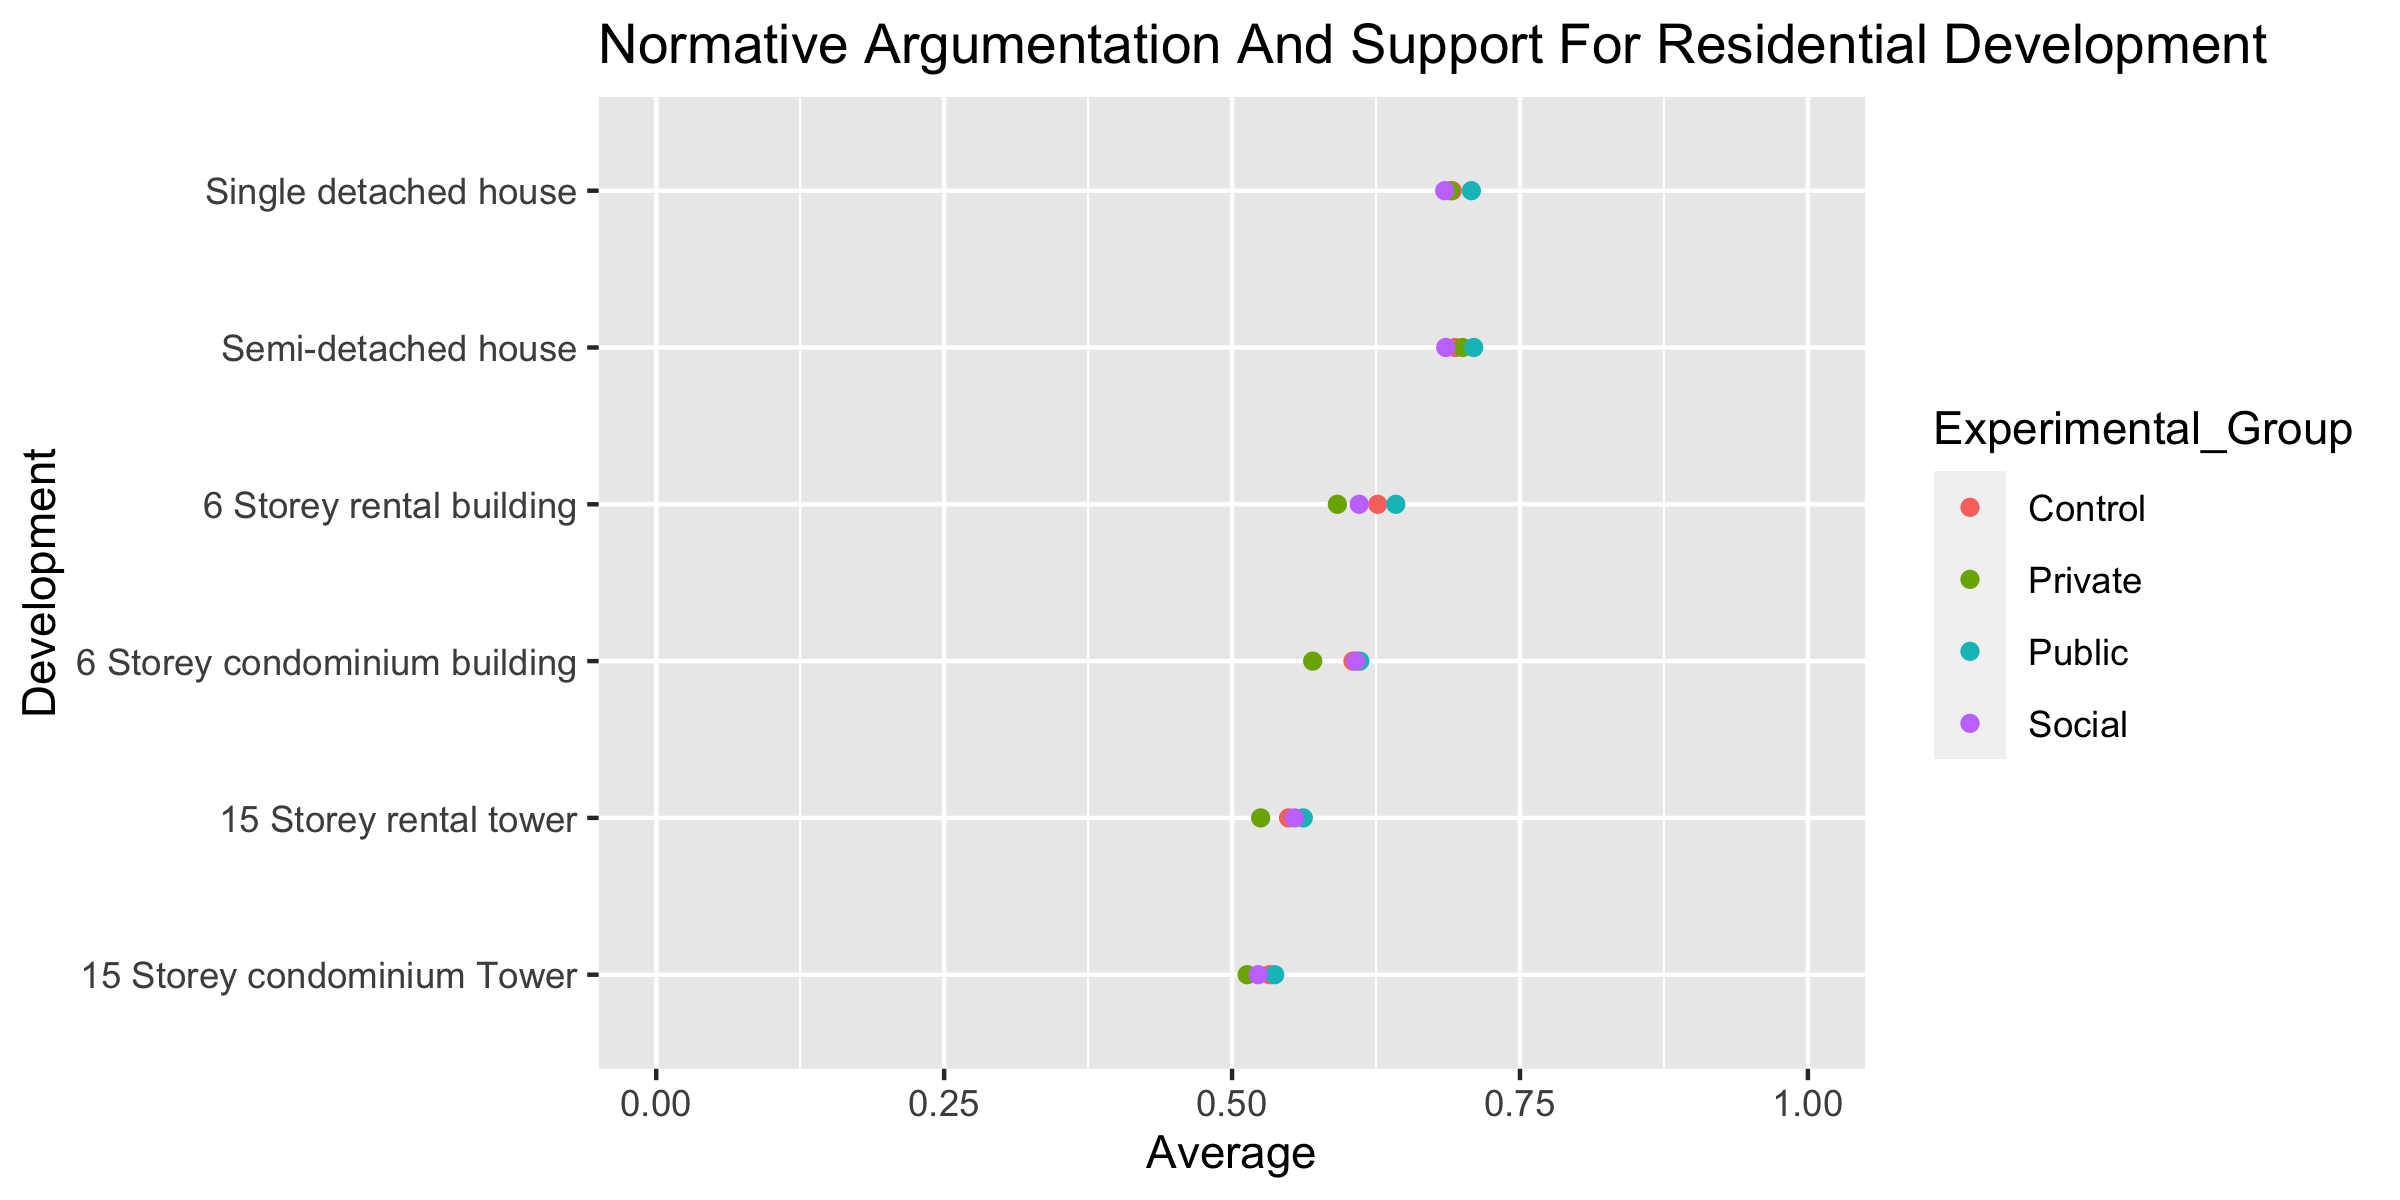 Normative Argumentation And Support For Residential Development
Development
Single detached house
Semi-detached house
6 Storey rental building
6 Storey condominium building
15 Storey rental tower
15 Storey condominium Tower
0.00 0.25 0.50 0.75 1.00
Average
Experimental_Group
Control
Private
Public
Social